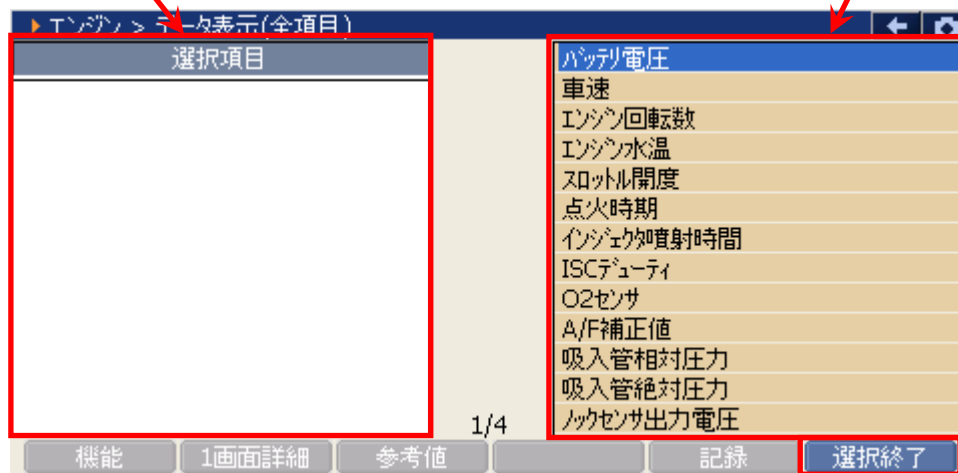 エンジン > データ表示(全項目)
選択項目
バッテリ電圧
車速
エンジン回転数
エンジン水温
スロットル開度
点火時期
インジェクタ噴射時間
ISCデューティ
O2センサ
A/F補正値
吸入管相対圧力
吸入管絶対圧力
ノックセンサ出力電圧
1/4
機能
1画面詳細
参考値
記録
選択終了